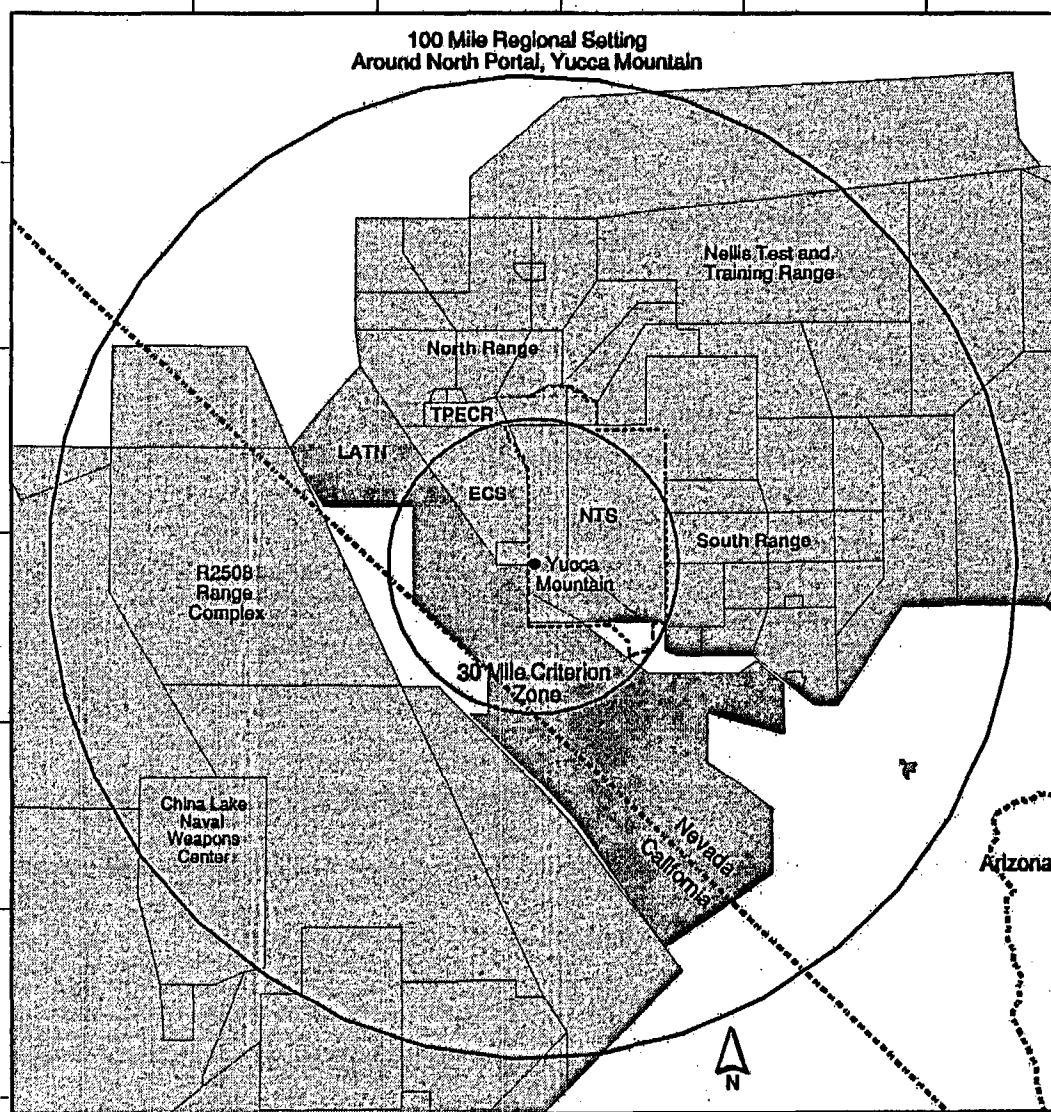 100 Mile Regional Setting
Around North Portal, Yucca Mountain
Nellis Test and
Training Range
North Range
TPECR
LATN
ECS
NTS
South Range
Yucca
Mountain
R2508
Range
Complex
30 Mile Criterion
Zone
China Lake
Naval
Weapons
Center
Nevada
California
Arizona
N